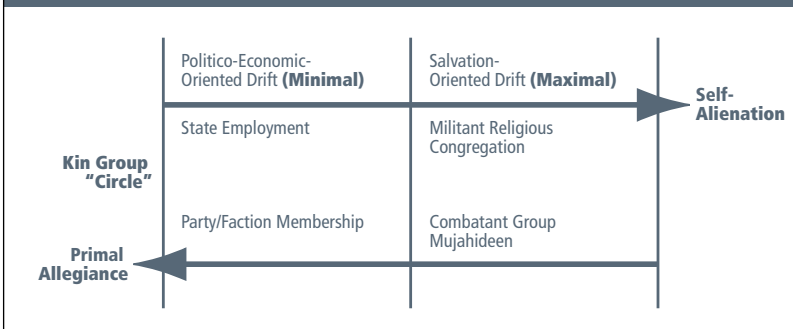 Politico-Economic-
Oriented Drift (Minimal)
Salvation-
Oriented Drift (Maximal)
Self-
Alienation
State Employment
Militant Religious
Congregation
Kin Group
"Circle"
Party/Faction Membership
Combatant Group
Mujahideen
Primal
Allegiance